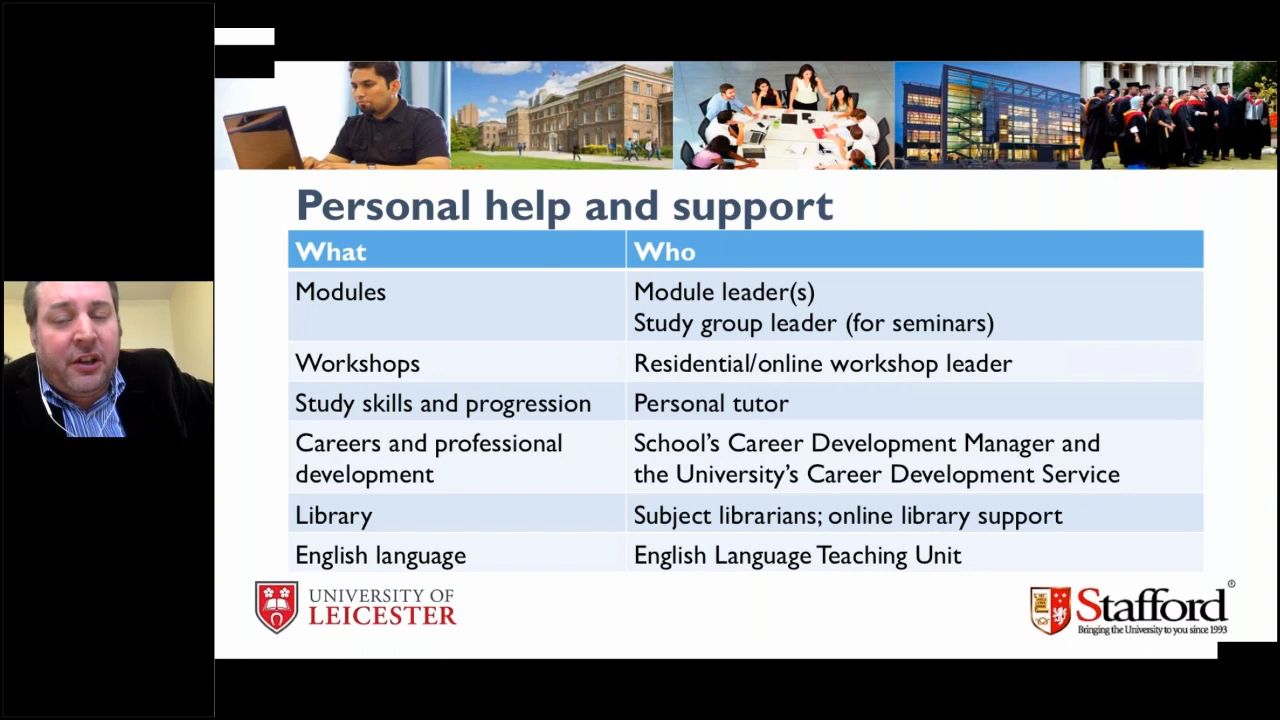 Personal help and support
What Who
Modules Module leader(s)
Study group leader (for seminars)
Workshops Residential/online workshop leader
Study skills and progression Personal tutor
Careers and professional School's Career Development Manager and
development the University's Career Development Service
Library Subject librarians; online library support
English language English Language Teaching Unit
UNIVERSITY OF
LEICESTER
Stafford®
Bringing the University to you since 1993